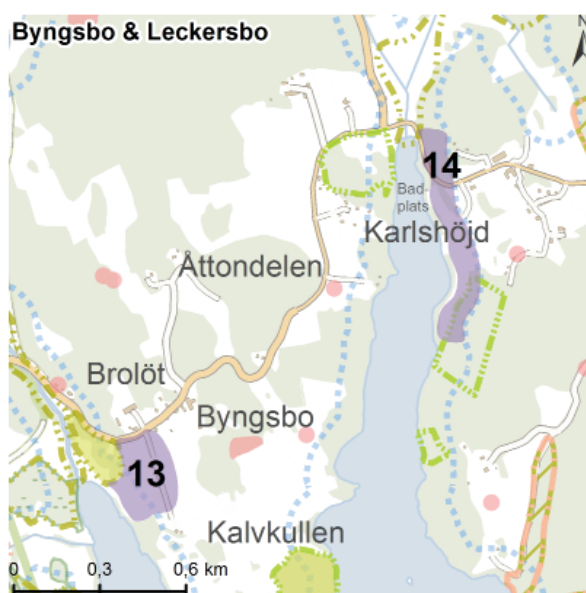 Byngsbo & Leckersbo
N
14
Bad-
plats
Karlshöjd
Åttondelen
Brolöt
Byngsbo
13
Kalvkullen
0 0,3 0,6 km